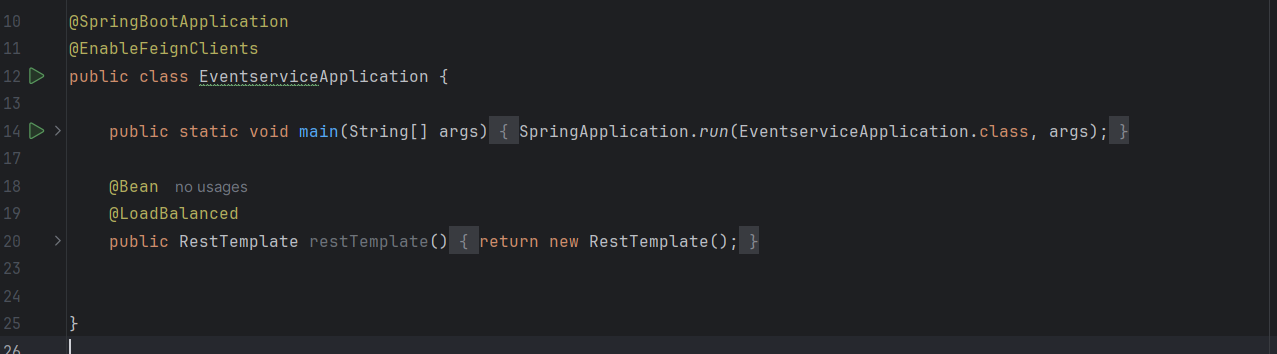 10 @SpringBootApplication
11 @EnableFeignClients
12 public class EventserviceApplication {
13
14 public static void main(String[] args) { SpringApplication.run(EventserviceApplication.class, args); }
17
18 @Bean no usages
19 @LoadBalanced
20 public RestTemplate restTemplate() { return new RestTemplate(); }
23
24
25 }
26